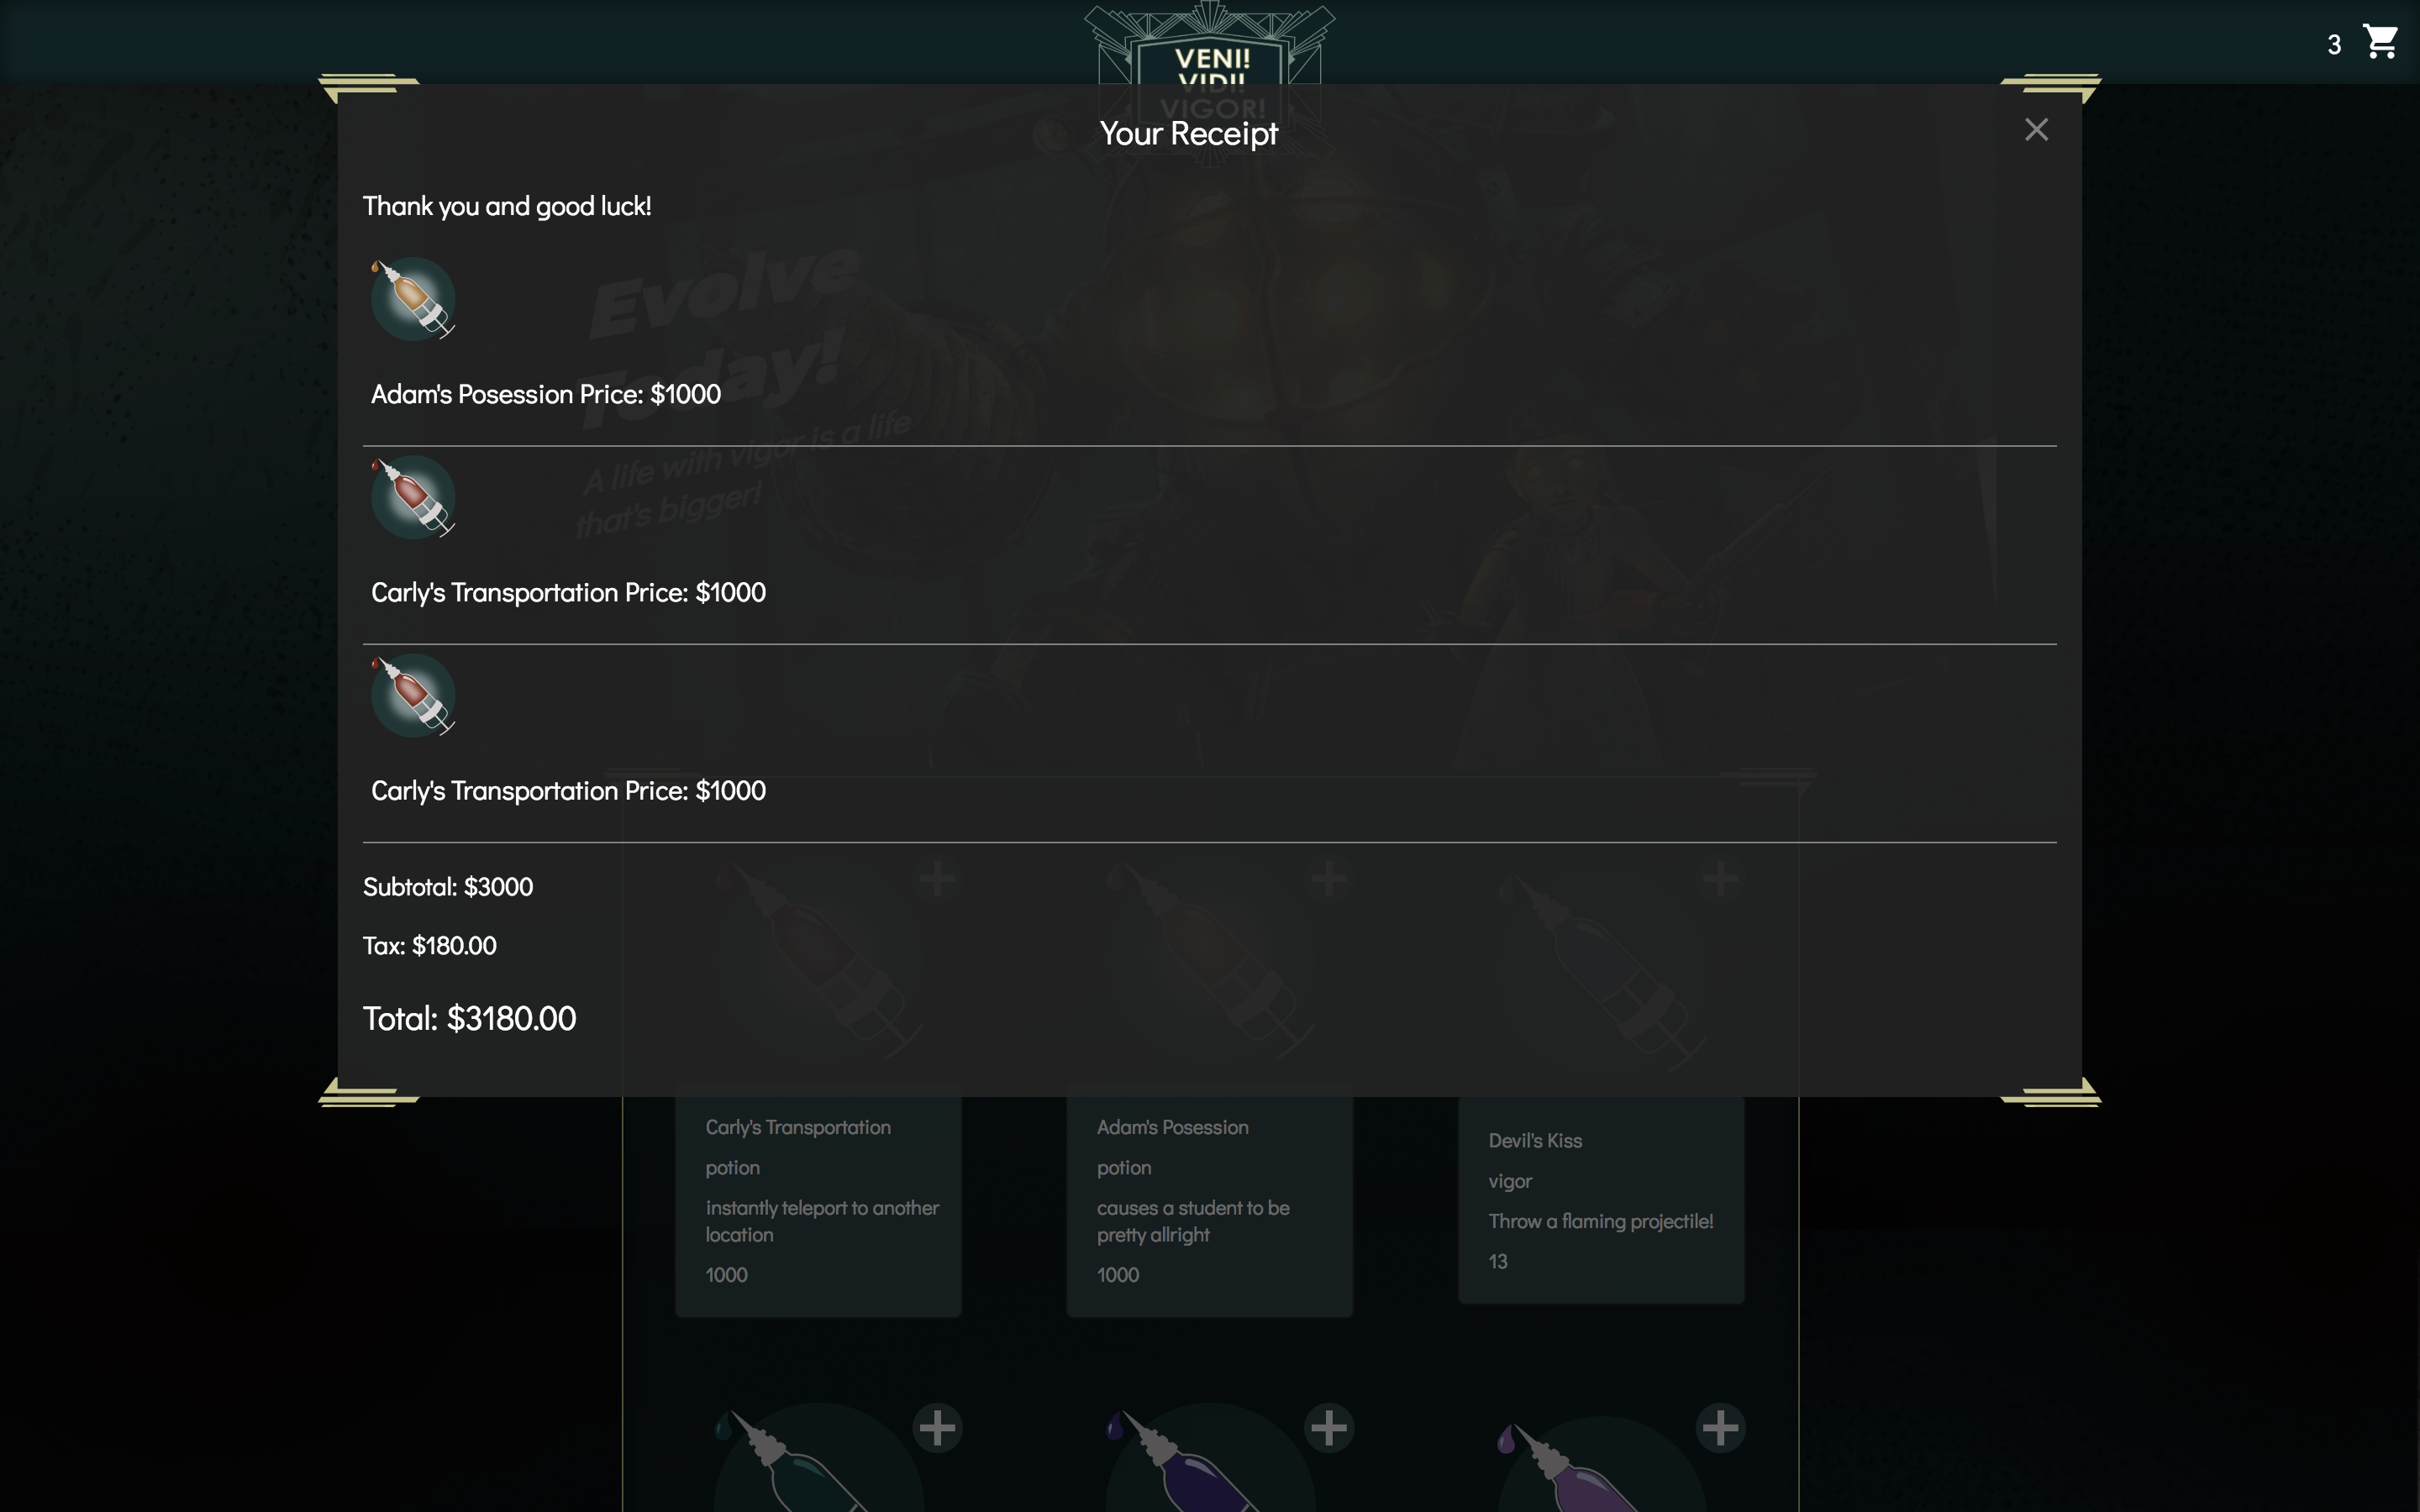 VENI!
VIDI!
VIGOR!
3
Your Receipt
Thank you and good luck!
Evolve
Today!
A life with vigor is a life
that's bigger!
Adam's Posession Price: $1000
Carly's Transportation Price: $1000
Carly's Transportation Price: $1000
Subtotal: $3000
Tax: $180.00
Total: $3180.00
Carly's Transportation
potion
instantly teleport to another
location
1000
Adam's Posession
potion
causes a student to be
pretty allright
1000
Devil's Kiss
vigor
Throw a flaming projectile!
13